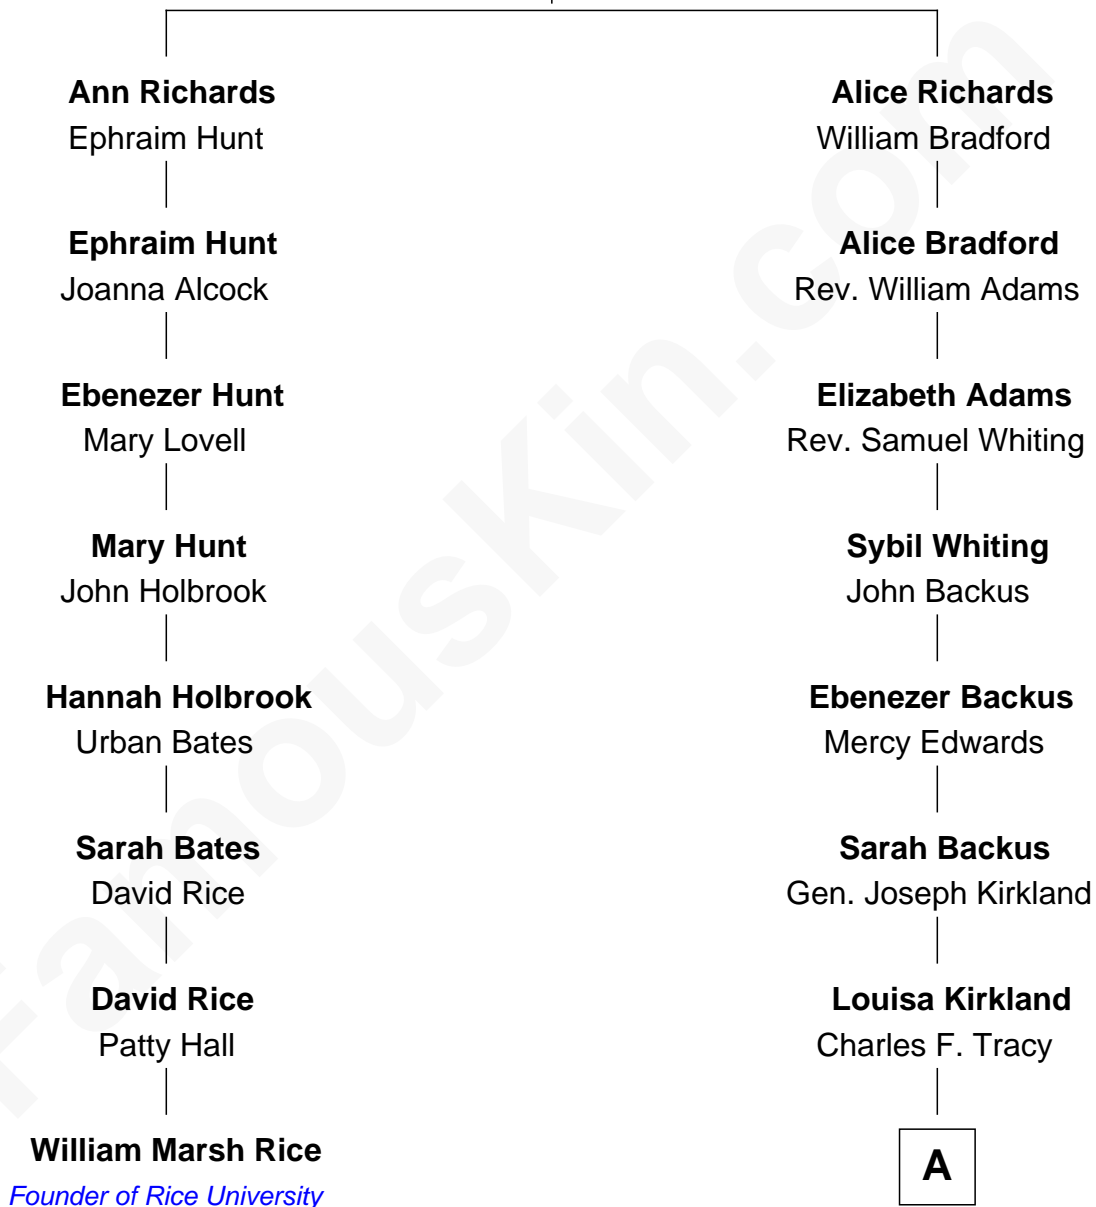 Ann Richards
Ephraim Hunt
Ephraim Hunt
Joanna Alcock
Ebenezer Hunt
Mary Lovell
Mary Hunt
John Holbrook
Hannah Holbrook
Urban Bates
Sarah Bates
David Rice
David Rice
Patty Hall
William Marsh Rice
Founder of Rice University
Alice Richards
William Bradford
Alice Bradford
Rev. William Adams
Elizabeth Adams
Rev. Samuel Whiting
Sybil Whiting
John Backus
Ebenezer Backus
Mercy Edwards
Sarah Backus
Gen. Joseph Kirkland
Louisa Kirkland
Charles F. Tracy
A
FamousKin.com